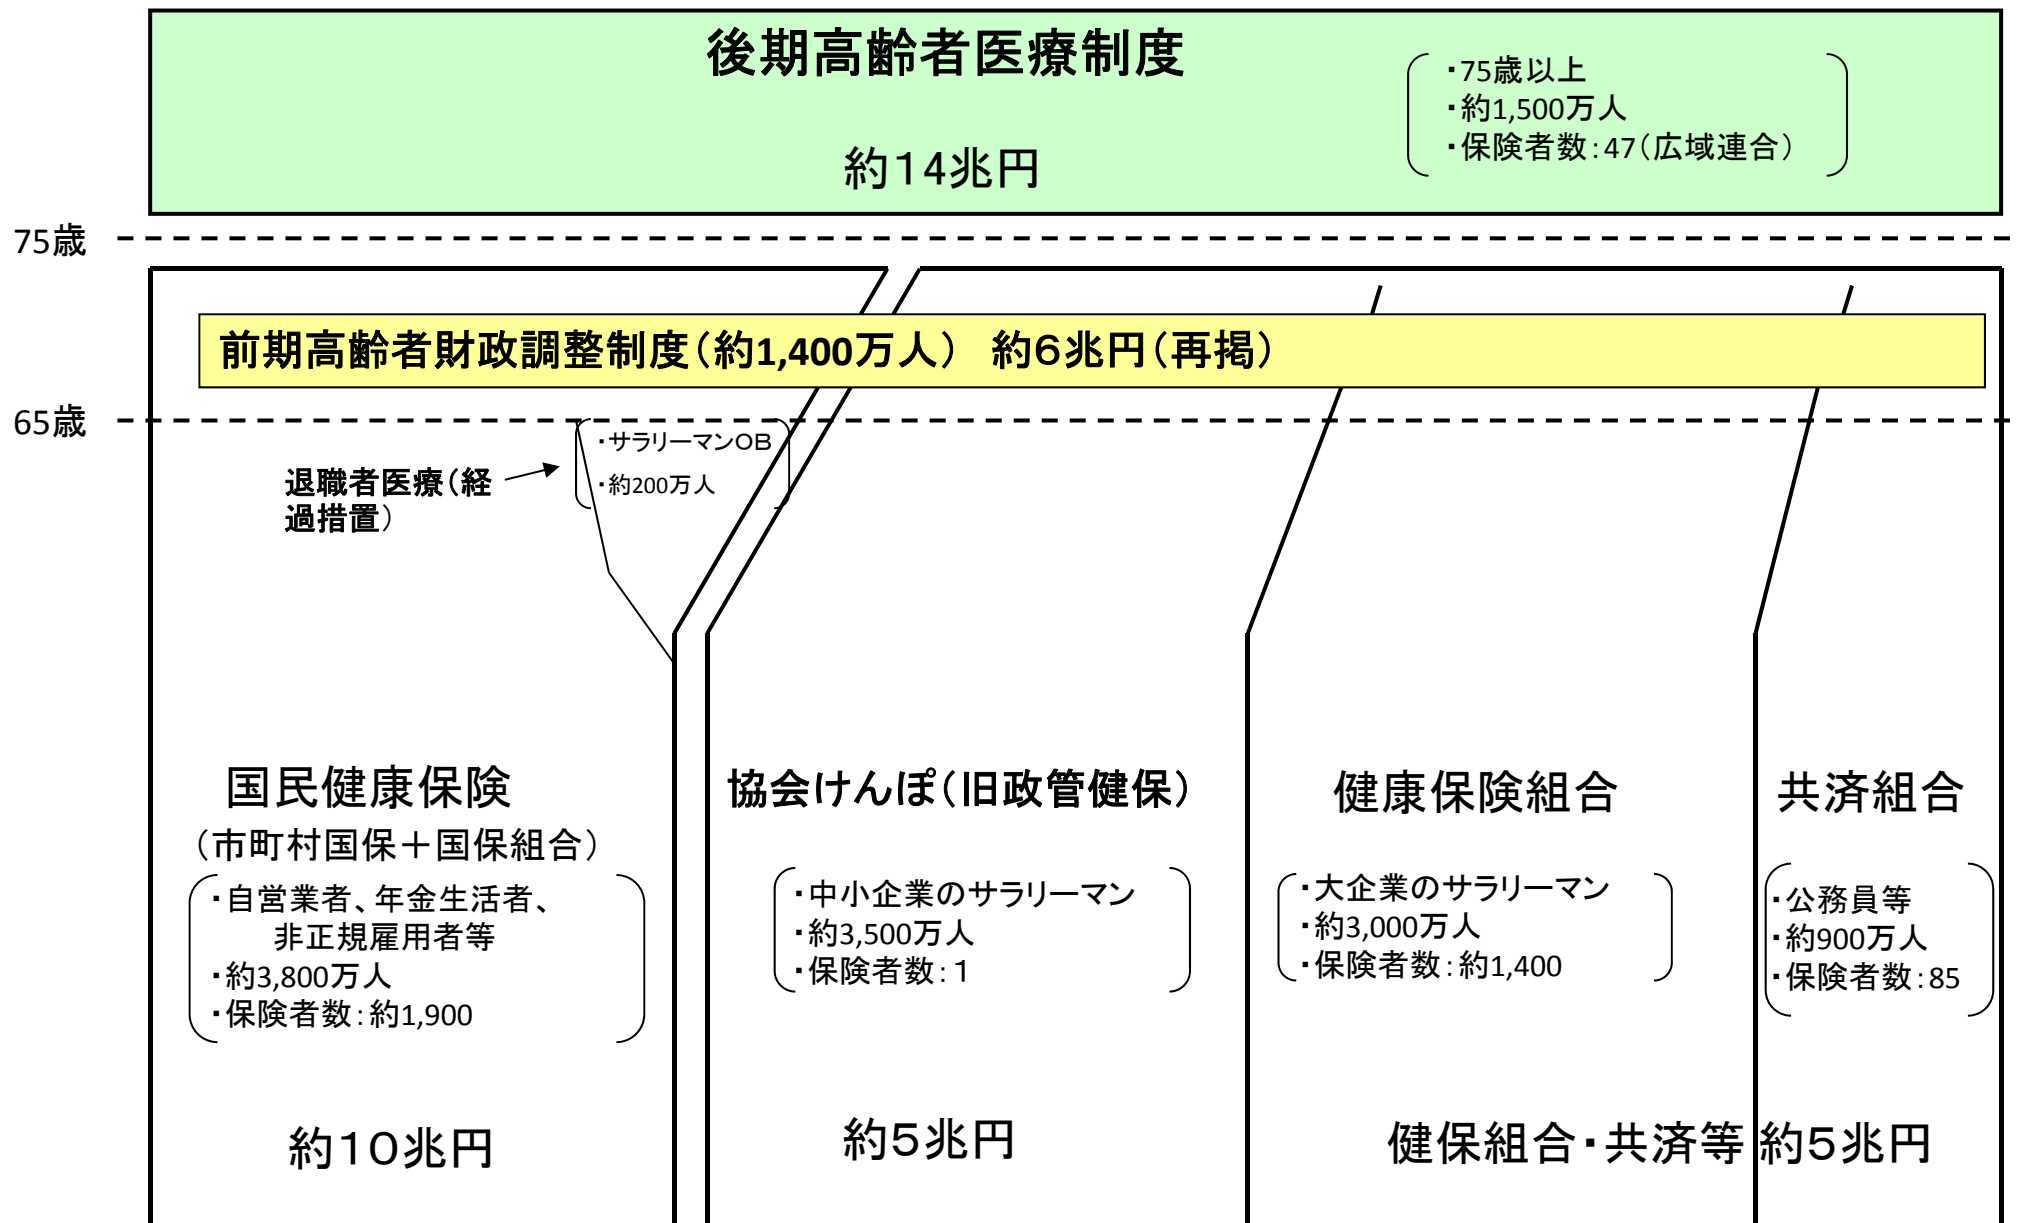 後期高齢者医療制度
約14兆円
・75歳以上
・約1,500万人
・保険者数:47(広域連合)
75歳
前期高齢者財政調整制度(約1,400万人) 約6兆円(再掲)
65歳
・サラリーマンOB
・約200万人
退職者医療(経
過措置)
国民健康保険
(市町村国保+国保組合)
・自営業者、年金生活者、
非正規雇用者等
・約3,800万人
・保険者数:約1,900
約10兆円
協会けんぽ(旧政管健保)
・中小企業のサラリーマン
・約3,500万人
・保険者数:1
約5兆円
健康保険組合
・大企業のサラリーマン
・約3,000万人
・保険者数:約1,400
共済組合
・公務員等
・約900万人
・保険者数:85
健保組合・共済等 約5兆円